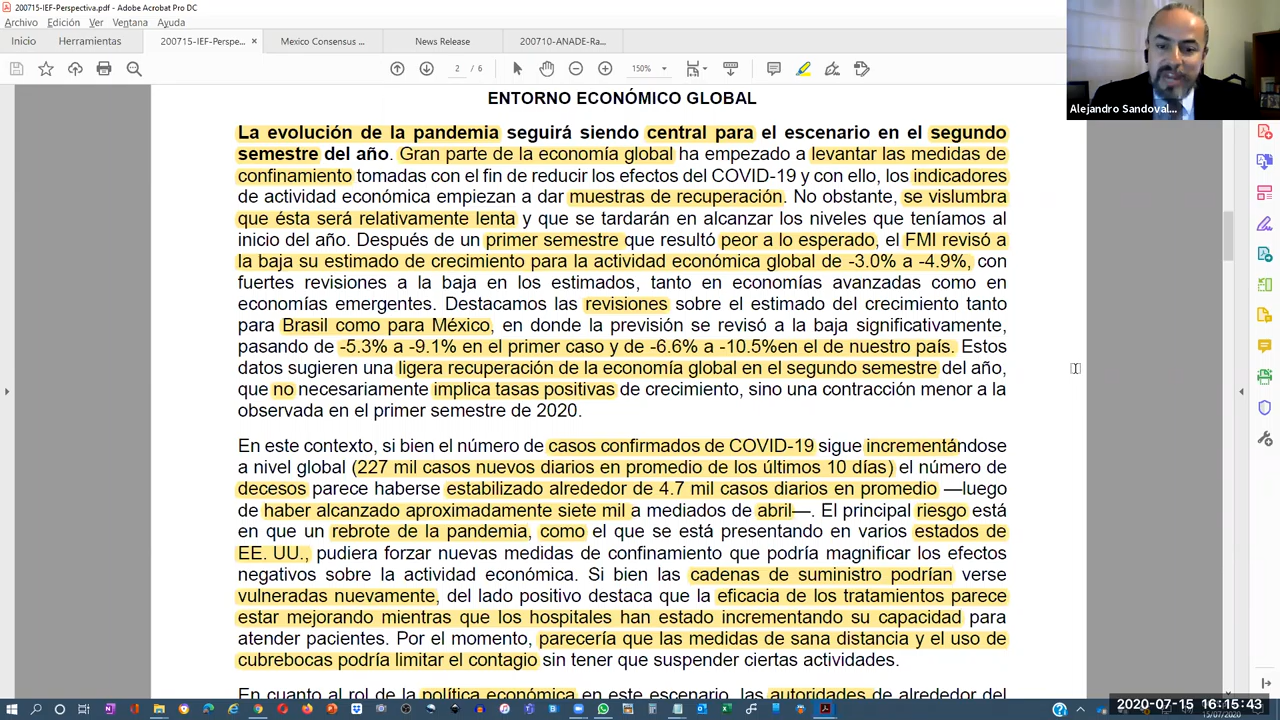 200715-IEF-Perspectiva.pdf - Adobe Acrobat Pro DC
Archivo Edición Ver Ventana Ayuda
Inicio Herramientas 200715-IEF-Perspe... × Mexico Consensus ... News Release 200710-ANADE-Ra...
2 / 6 150%
Alejandro Sandoval...
ENTORNO ECONÓMICO GLOBAL
La evolución de la pandemia seguirá siendo central para el escenario en el segundo
semestre del año. Gran parte de la economía global ha empezado a levantar las medidas de
confinamiento tomadas con el fin de reducir los efectos del COVID-19 y con ello, los indicadores
de actividad económica empiezan a dar muestras de recuperación. No obstante, se vislumbra
que ésta será relativamente lenta y que se tardarán en alcanzar los niveles que teníamos al
inicio del año. Después de un primer semestre que resultó peor a lo esperado, el FMI revisó a
la baja su estimado de crecimiento para la actividad económica global de -3.0% a -4.9%, con
fuertes revisiones a la baja en los estimados, tanto en economías avanzadas como en
economías emergentes. Destacamos las revisiones sobre el estimado del crecimiento tanto
para Brasil como para México, en donde la previsión se revisó a la baja significativamente,
pasando de -5.3% a -9.1% en el primer caso y de -6.6% a -10.5%en el de nuestro país. Estos
datos sugieren una ligera recuperación de la economía global en el segundo semestre del año,
que no necesariamente implica tasas positivas de crecimiento, sino una contracción menor a la
observada en el primer semestre de 2020.
En este contexto, si bien el número de casos confirmados de COVID-19 sigue incrementándose
a nivel global (227 mil casos nuevos diarios en promedio de los últimos 10 días) el número de
decesos parece haberse estabilizado alrededor de 4.7 mil casos diarios en promedio —luego
de haber alcanzado aproximadamente siete mil a mediados de abril—. El principal riesgo está
en que un rebrote de la pandemia, como el que se está presentando en varios estados de
EE. UU., pudiera forzar nuevas medidas de confinamiento que podría magnificar los efectos
negativos sobre la actividad económica. Si bien las cadenas de suministro podrían verse
vulneradas nuevamente, del lado positivo destaca que la eficacia de los tratamientos parece
estar mejorando mientras que los hospitales han estado incrementando su capacidad para
atender pacientes. Por el momento, parecería que las medidas de sana distancia y el uso de
cubrebocas podría limitar el contagio sin tener que suspender ciertas actividades.
En cuanto al rol de la política económica en este escenario, las autoridades de alrededor del
2020-07-15 16:15:43
15/07/2020